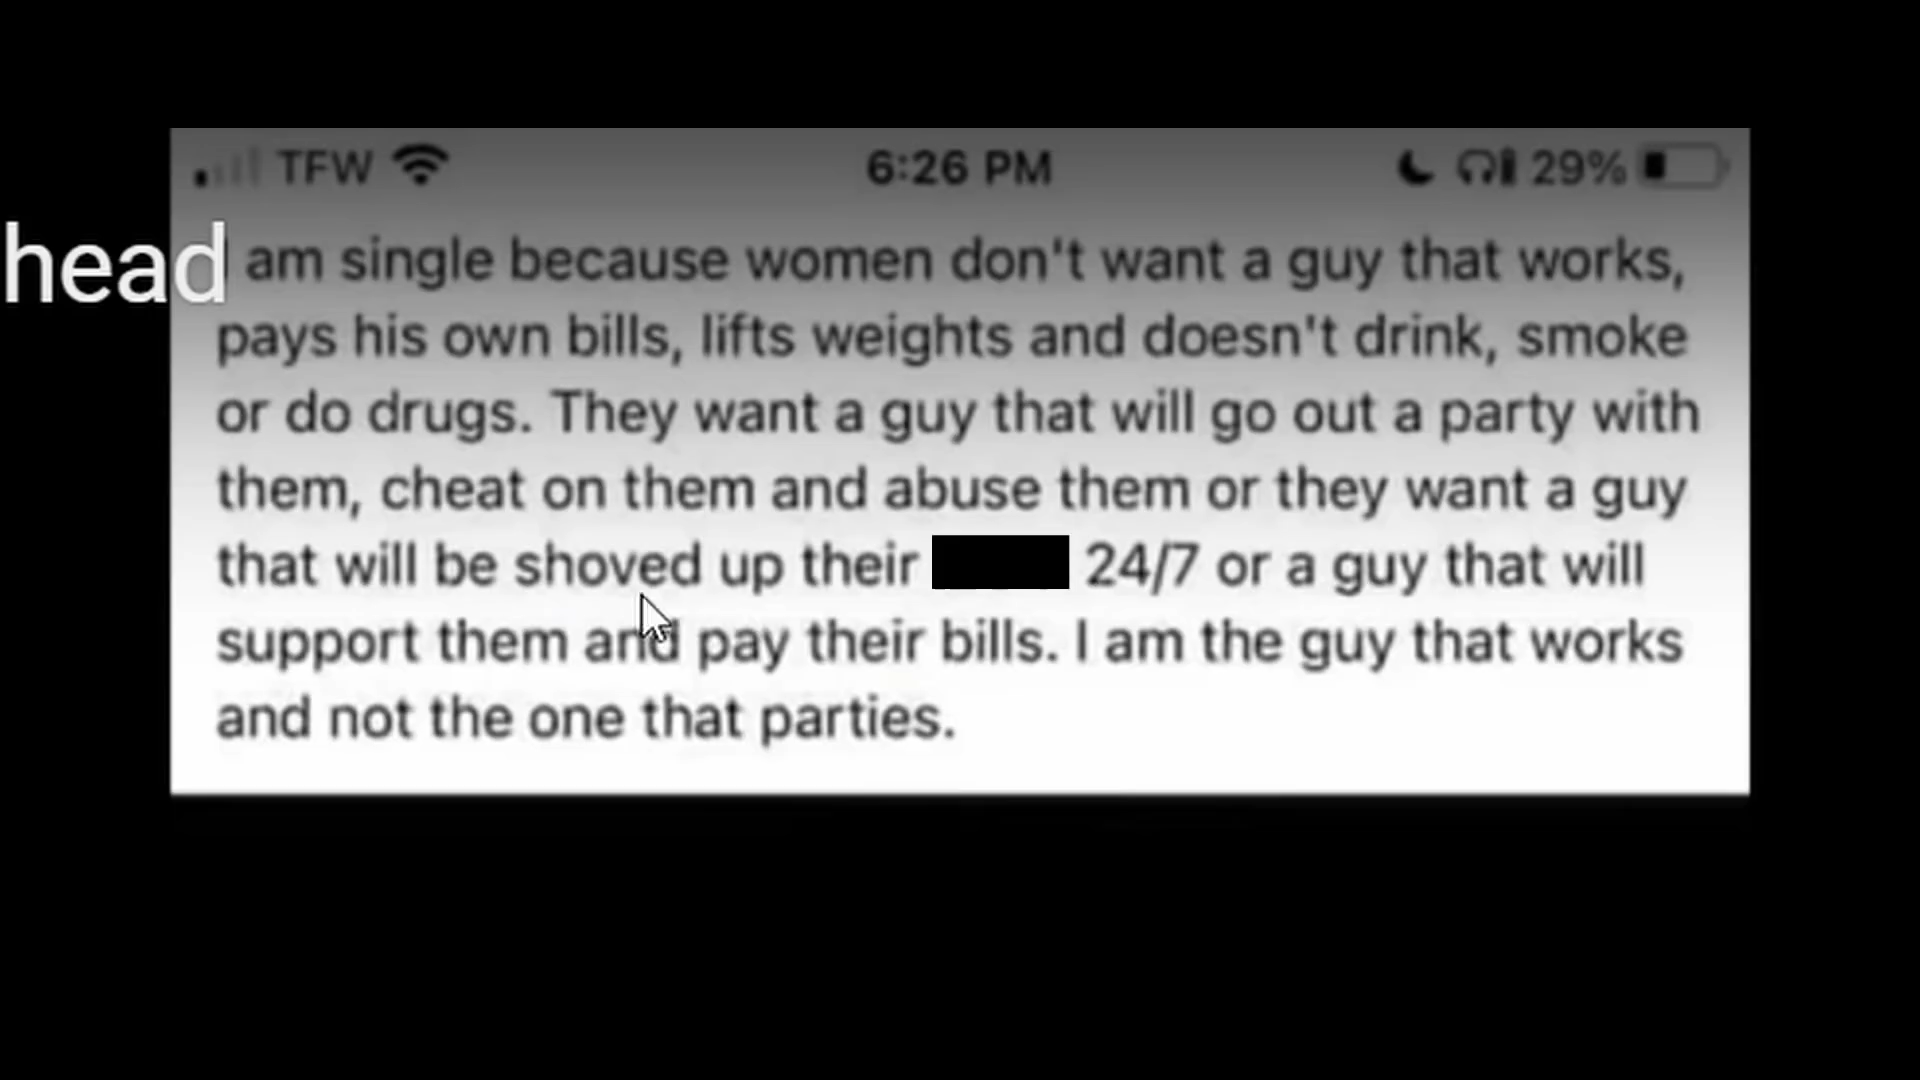 TFW 6:26 PM 29%
head
am single because women don't want a guy that works,
pays his own bills, lifts weights and doesn't drink, smoke
or do drugs. They want a guy that will go out a party with
them, cheat on them and abuse them or they want a guy
that will be shoved up their 24/7 or a guy that will
support them and pay their bills. I am the guy that works
and not the one that parties.